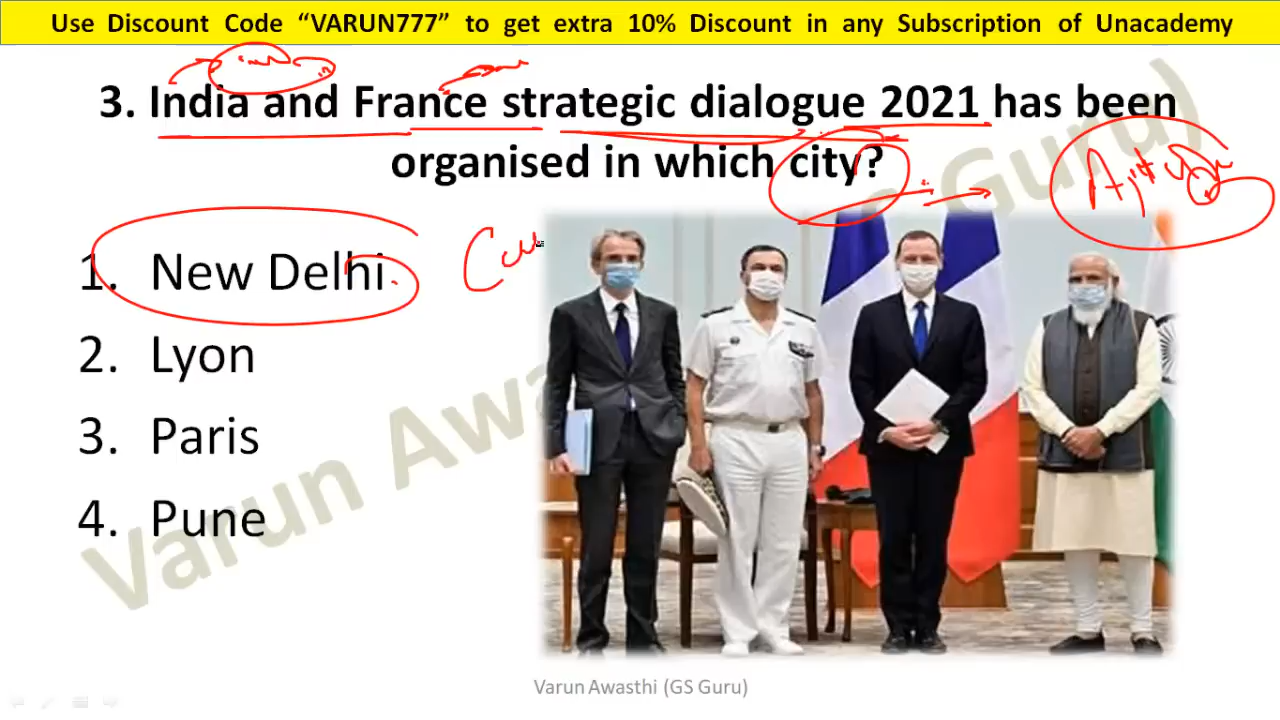 Use Discount Code “VARUN777” to get extra 10% Discount in any Subscription of Unacademy
3. India and France strategic dialogue 2021 has been
organised in which city?
1. New Delhi
2. Lyon
3. Paris
4. Pune
Varun Awasthi (GS Guru)